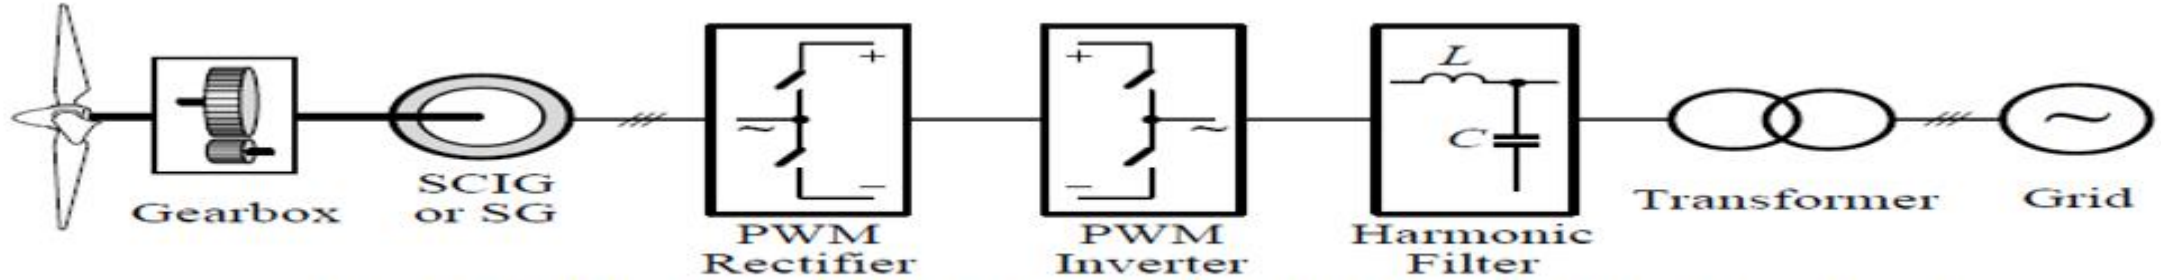 Gearbox
SCIG
or SG
~
+
−
PWM
Rectifier
+
−
~
PWM
Inverter
L
C
Harmonic
Filter
Transformer
~
Grid